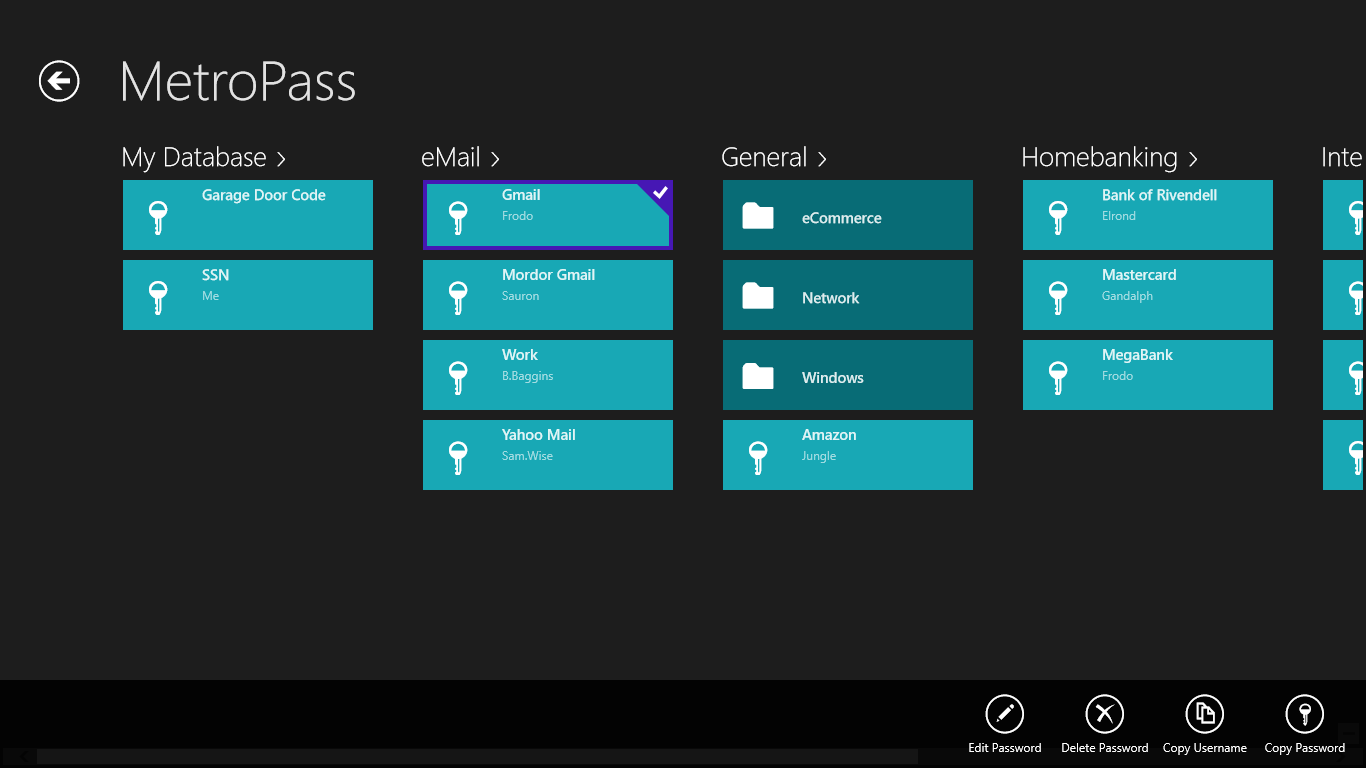 MetroPass
My Database
Garage Door Code
SSN
Me
eMail
Gmail
Frodo
Mordor Gmail
Sauron
Work
B.Baggins
Yahoo Mail
Sam.Wise
General
eCommerce
Network
Windows
Amazon
Jungle
Homebanking
Bank of Rivendell
Elrond
Mastercard
Gandalph
MegaBank
Frodo
Inte
Edit Password
Delete Password
Copy Username
Copy Password